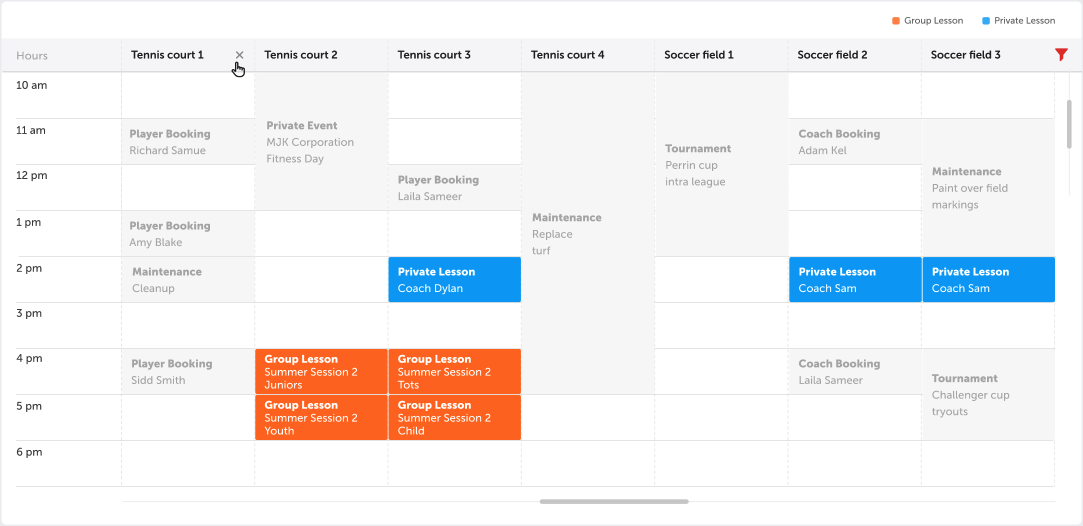 Group Lesson Private Lesson
Hours Tennis court 1 × Tennis court 2 Tennis court 3 Tennis court 4 Soccer field 1 Soccer field 2 Soccer field 3
10 am
11 am
12 pm
1 pm
2 pm
3 pm
4 pm
5 pm
6 pm
Player Booking
Richard Samue
Player Booking
Amy Blake
Maintenance
Cleanup
Player Booking
Sidd Smith
Private Event
MJK Corporation
Fitness Day
Group Lesson
Summer Session 2
Juniors
Group Lesson
Summer Session 2
Youth
Player Booking
Laila Sameer
Private Lesson
Coach Dylan
Group Lesson
Summer Session 2
Tots
Group Lesson
Summer Session 2
Child
Maintenance
Replace
turf
Tournament
Perrin cup
intra league
Coach Booking
Adam Kel
Private Lesson
Coach Sam
Coach Booking
Laila Sameer
Maintenance
Paint over field
markings
Private Lesson
Coach Sam
Tournament
Challenger cup
tryouts